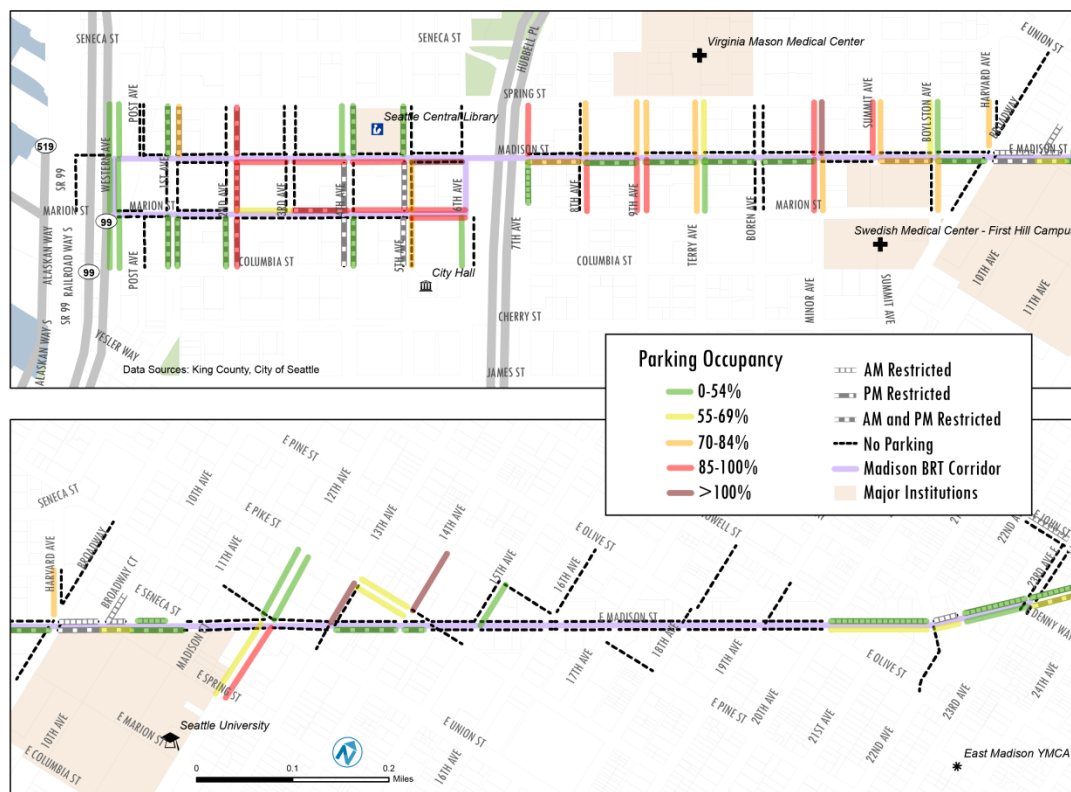 SENECA ST
SENECA ST
HUBBELL PL
Virginia Mason Medical Center
E UNION ST
POST AVE
SPRING ST
HARVARD AVE
BROADWAY
SUMMIT AVE
BOYLSTON AVE
Seattle Central Library
519
WESTERN AVE
1ST AVE
MADISON ST
MADISON ST
E MADISON ST
SR 99
2ND AVE
3RD AVE
4TH AVE
6TH AVE
8TH AVE
9TH AVE
MARION ST
MARION ST
MARION ST
99
ALASKAN WAY
RAILROAD WAY S
POST AVE
COLUMBIA ST
5TH AVE
City Hall
7TH AVE
COLUMBIA ST
TERRY AVE
BOREN AVE
Swedish Medical Center - First Hill Campus
10TH AVE
11TH AVE
99
SR 99
MINOR AVE
SUMMIT AVE
ALASKAN WAY S
YESLER WAY
CHERRY ST
JAMES ST
Data Sources: King County, City of Seattle
Parking Occupancy
0-54%
55-69%
70-84%
85-100%
>100%
AM Restricted
PM Restricted
AM and PM Restricted
No Parking
Madison BRT Corridor
Major Institutions
SENECA ST
10TH AVE
E PINE ST
12TH AVE
E PIKE ST
13TH AVE
14TH AVE
HARVARD AVE
BROADWAY
BROADWAY CT
11TH AVE
E SENECA ST
15TH AVE
E OLIVE ST
16TH AVE
22ND AVE
E JOHN ST
23RD AVE E
E MADISON ST
DENNY WAY
MADISON ST
E SPRING ST
17TH AVE
18TH AVE
19TH AVE
E OLIVE ST
10TH AVE
E MARION ST
E COLUMBIA ST
Seattle University
E UNION ST
16TH AVE
E PINE ST
20TH AVE
21ST AVE
22ND AVE
23RD AVE
24TH AVE
East Madison YMCA
N
0 0.1 0.2
Miles